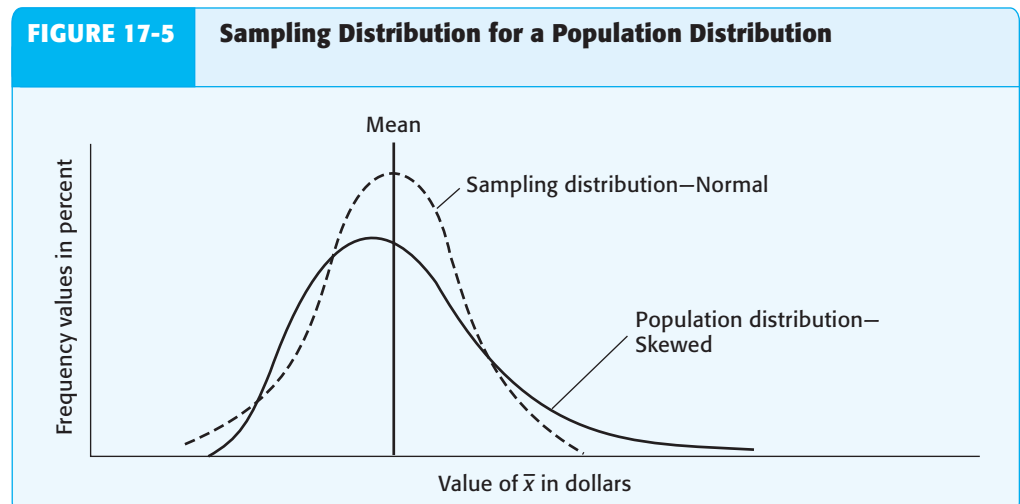 FIGURE 17-5 Sampling Distribution for a Population Distribution
Mean
Sampling distribution—Normal
Population distribution—
Skewed
Frequency values in percent
Value of x̄ in dollars